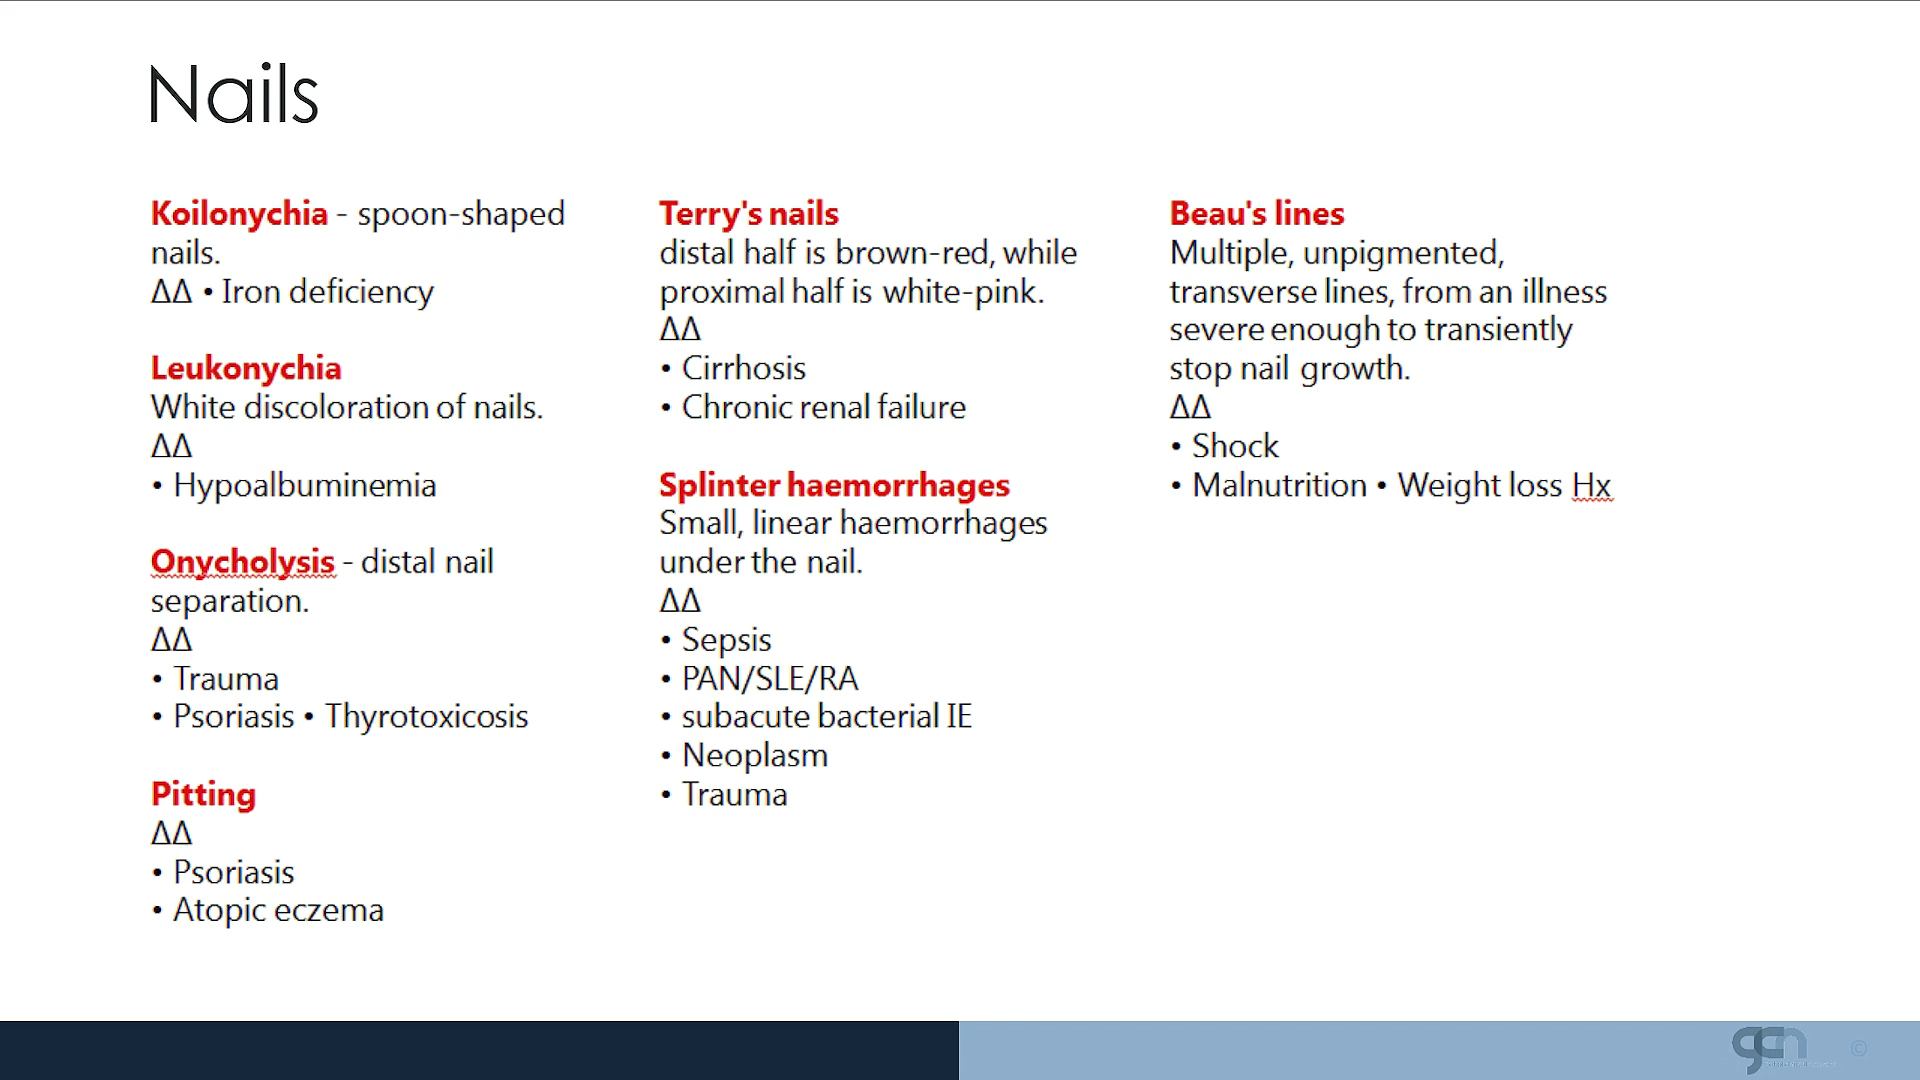 Nails
Koilonychia - spoon-shaped
nails.
ΔΔ • Iron deficiency
Leukonychia
White discoloration of nails.
ΔΔ
• Hypoalbuminemia
Onycholysis - distal nail
separation.
ΔΔ
• Trauma
• Psoriasis • Thyrotoxicosis
Pitting
ΔΔ
• Psoriasis
• Atopic eczema
Terry's nails
distal half is brown-red, while
proximal half is white-pink.
ΔΔ
• Cirrhosis
• Chronic renal failure
Splinter haemorrhages
Small, linear haemorrhages
under the nail.
ΔΔ
• Sepsis
• PAN/SLE/RA
• subacute bacterial IE
• Neoplasm
• Trauma
Beau's lines
Multiple, unpigmented,
transverse lines, from an illness
severe enough to transiently
stop nail growth.
ΔΔ
• Shock
• Malnutrition • Weight loss Hx
©